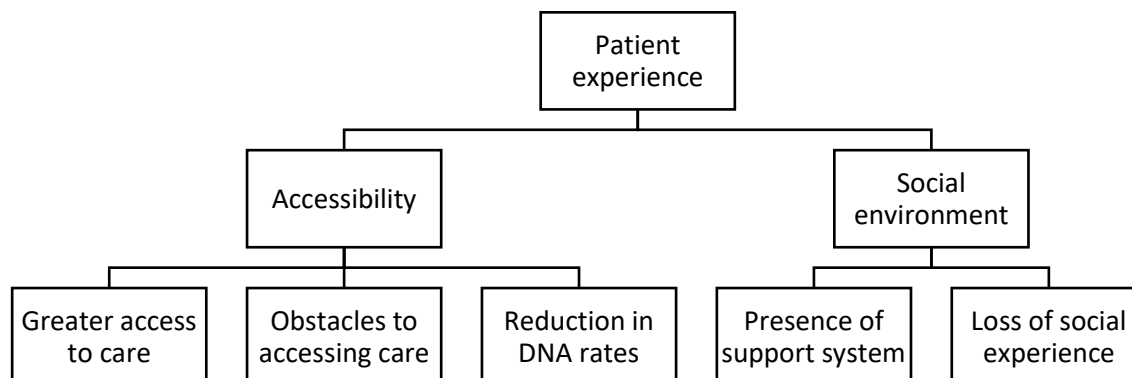 Patient
experience
Accessibility
Social
environment
Greater access
to care
Obstacles to
accessing care
Reduction in
DNA rates
Presence of
support system
Loss of social
experience